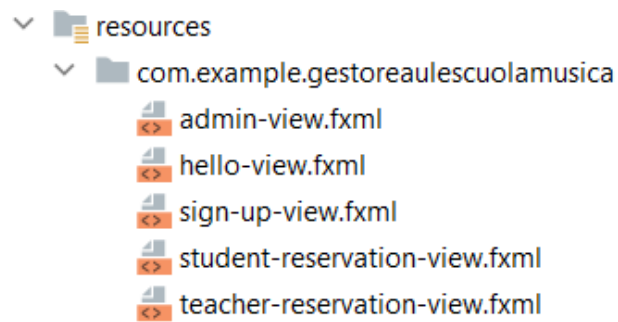 resources
com.example.gestoreaulescuolamusica
admin-view.fxml
hello-view.fxml
sign-up-view.fxml
student-reservation-view.fxml
teacher-reservation-view.fxml